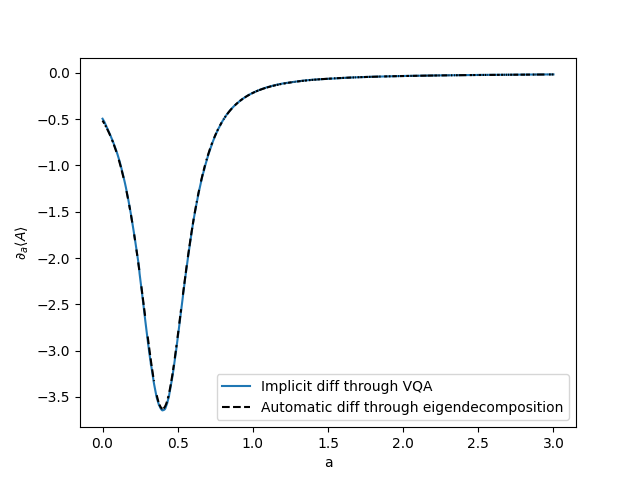 0.0
−0.5
−1.0
−1.5
−2.0
−2.5
−3.0
−3.5
∂ₐ⟨A⟩
Implicit diff through VQA
Automatic diff through eigendecomposition
0.0 0.5 1.0 1.5 2.0 2.5 3.0
a